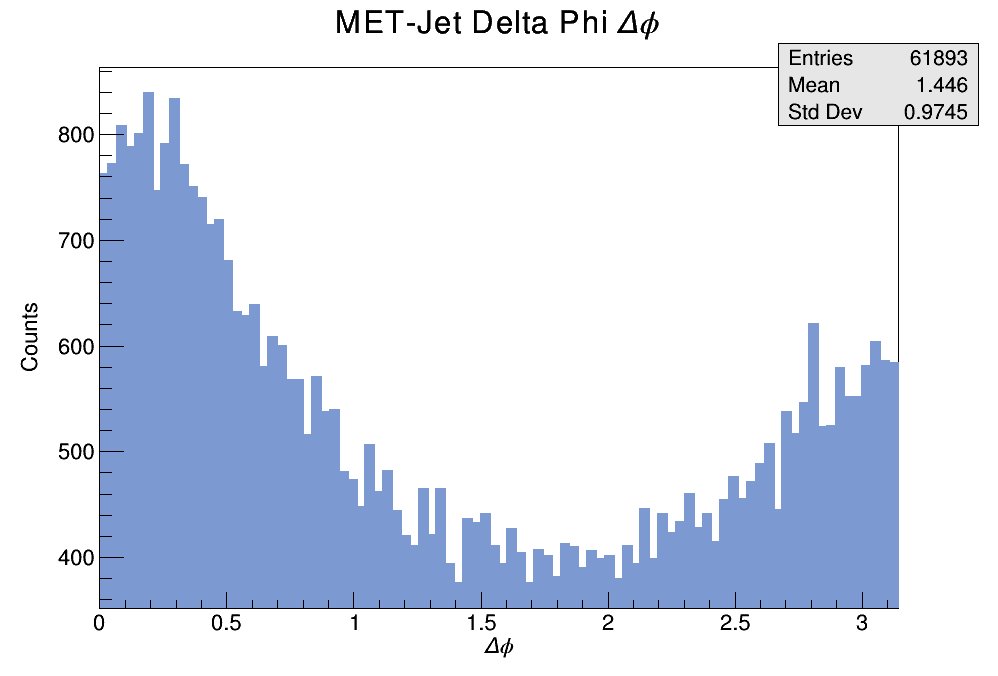 MET-Jet Delta Phi Δϕ
Entries 61893
Mean 1.446
Std Dev 0.9745
800
700
600
500
400
Counts
0 0.5 1 1.5 2 2.5 3
Δϕ